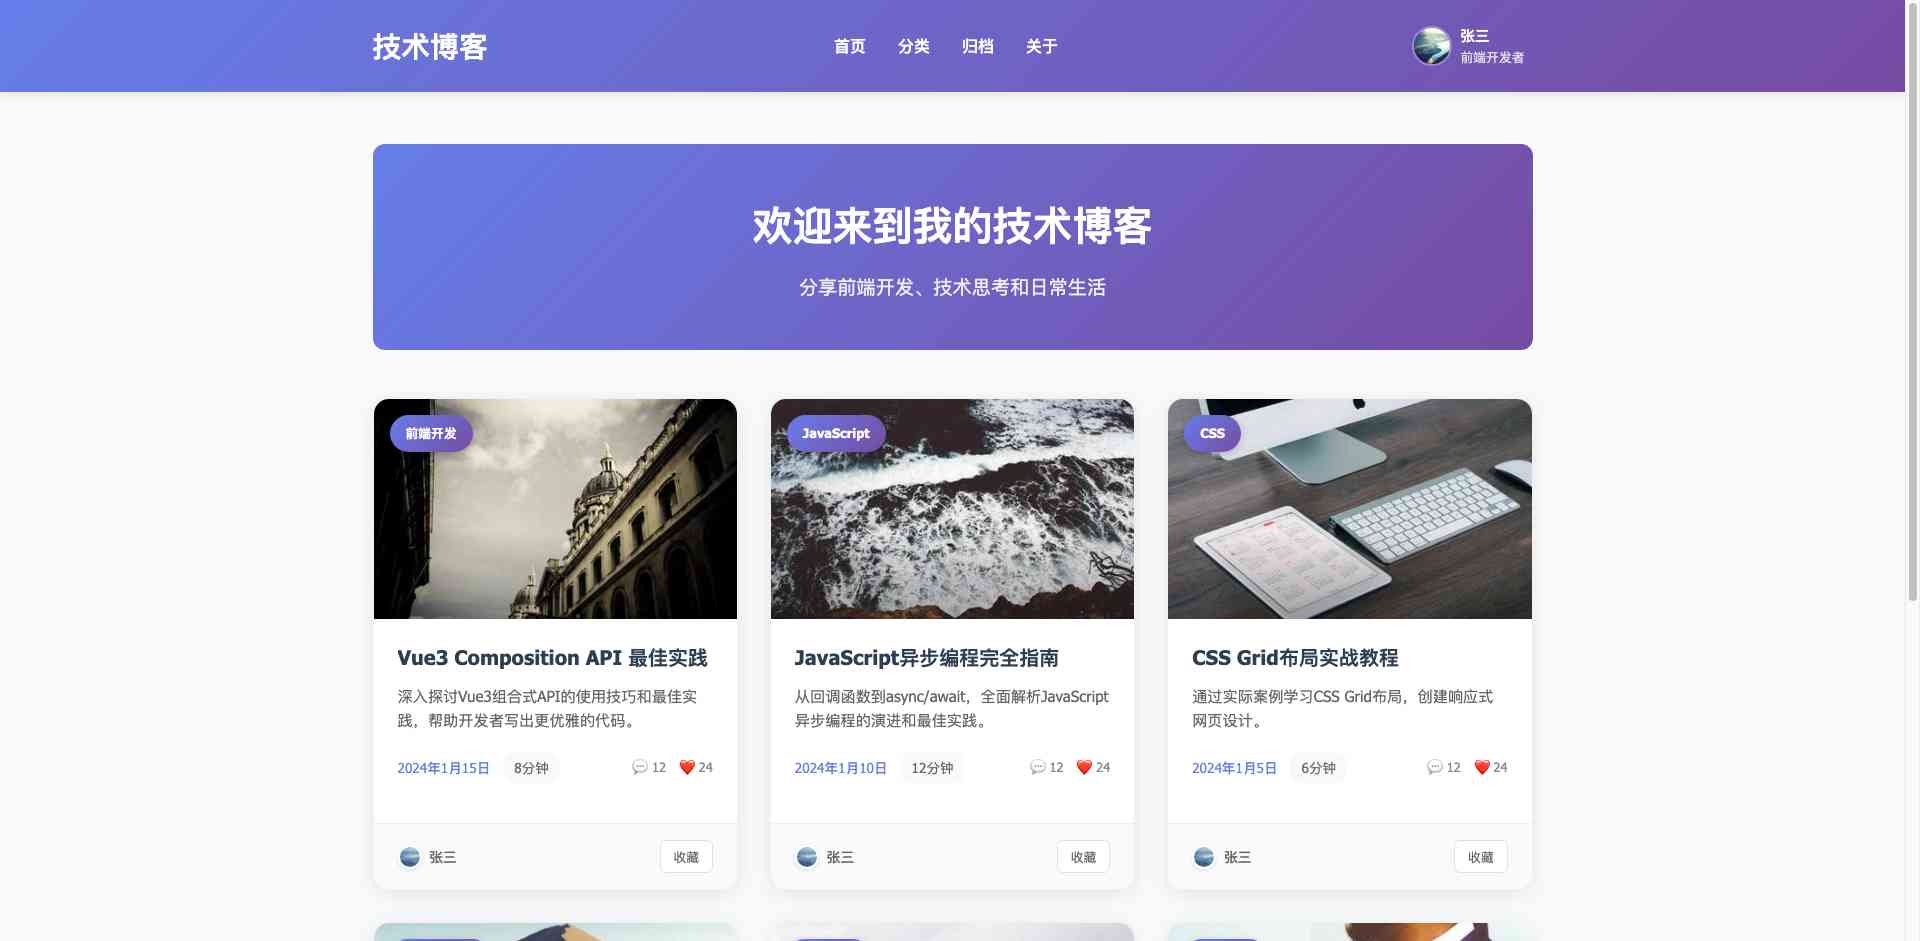 技术博客
首页 分类 归档 关于
张三
前端开发者
欢迎来到我的技术博客
分享前端开发、技术思考和日常生活
前端开发
Vue3 Composition API 最佳实践
深入探讨Vue3组合式API的使用技巧和最佳实
践，帮助开发者写出更优雅的代码。
2024年1月15日 8分钟 12 24
张三 收藏
JavaScript
JavaScript异步编程完全指南
从回调函数到async/await，全面解析JavaScript
异步编程的演进和最佳实践。
2024年1月10日 12分钟 12 24
张三 收藏
CSS
CSS Grid布局实战教程
通过实际案例学习CSS Grid布局，创建响应式
网页设计。
2024年1月5日 6分钟 12 24
张三 收藏